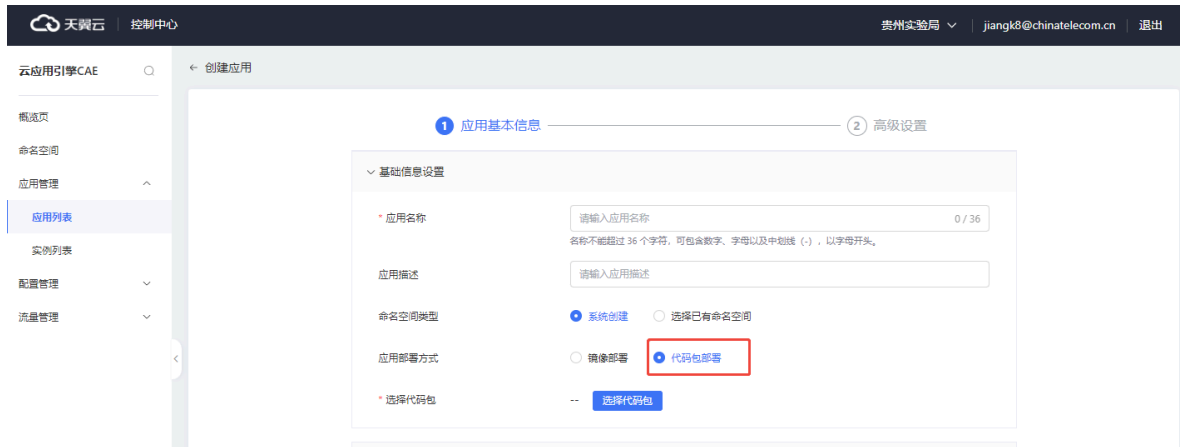 天翼云 控制中心 贵州实验局 jiangk8@chinatelecom.cn 退出
云应用引擎CAE
← 创建应用
概览页
命名空间
应用管理
应用列表
实例列表
配置管理
流量管理
1 应用基本信息 2 高级设置
基础信息设置
* 应用名称 请输入应用名称 0 / 36
名称不能超过 36 个字符，可包含数字、字母以及中划线（-），以字母开头。
应用描述 请输入应用描述
命名空间类型 系统创建 选择已有命名空间
应用部署方式 镜像部署 代码包部署
* 选择代码包 -- 选择代码包